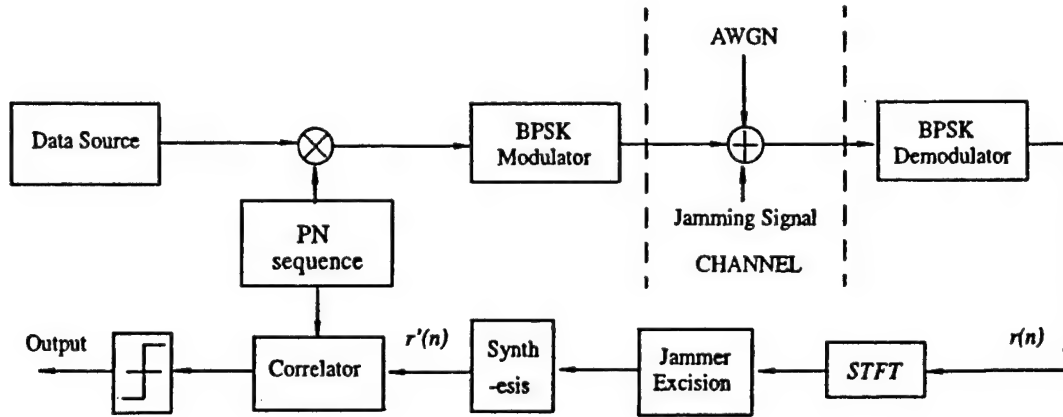 AWGN
Data Source
BPSK
Modulator
BPSK
Demodulator
Jamming Signal
CHANNEL
PN
sequence
Output
Correlator
r'(n)
Synth
-esis
Jammer
Excision
STFT
r(n)